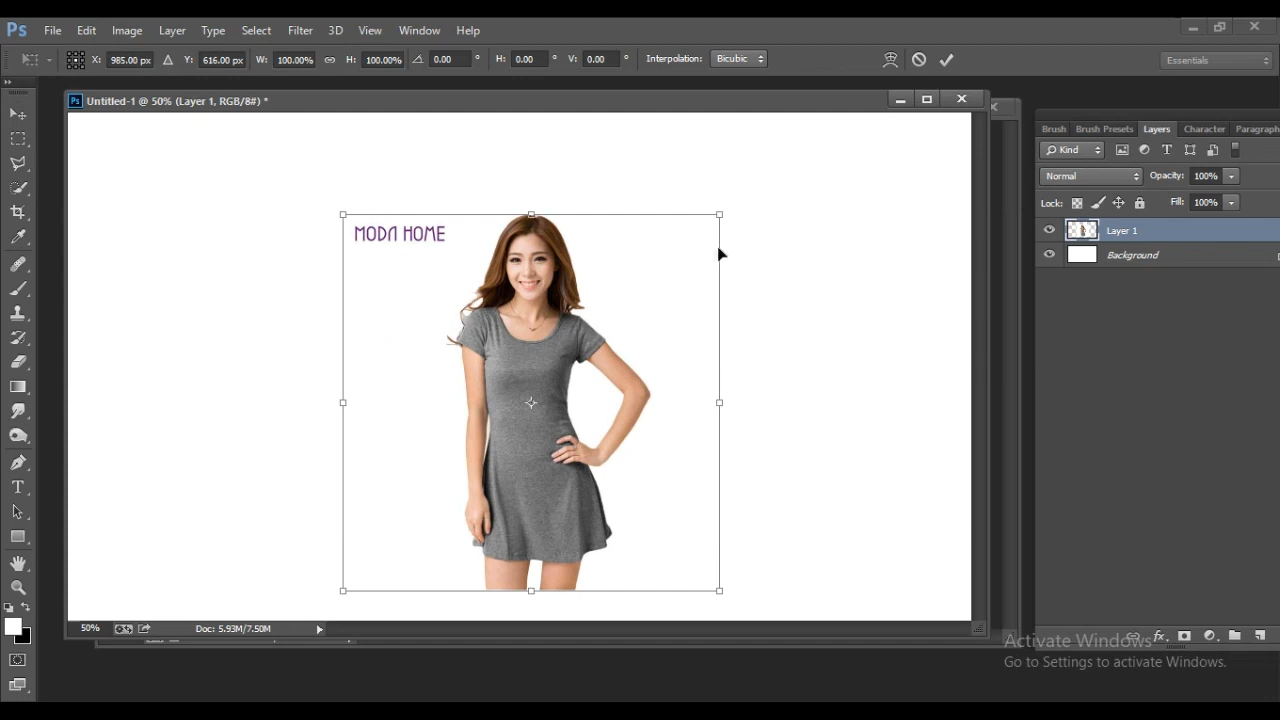 Ps File Edit Image Layer Type Select Filter 3D View Window Help
X: 985.00 px Y: 616.00 px W: 100.00% H: 100.00% 0.00 ° H: 0.00 ° V: 0.00 ° Interpolation: Bicubic Essentials
Ps Untitled-1 @ 50% (Layer 1, RGB/8#) *
MODA HOME
50% Doc: 5.93M/7.50M
Brush Brush Presets Layers Character Paragraph
Kind T
Normal Opacity: 100%
Lock: Fill: 100%
Layer 1
Background
T
fx
Activate Windows
Go to Settings to activate Windows.